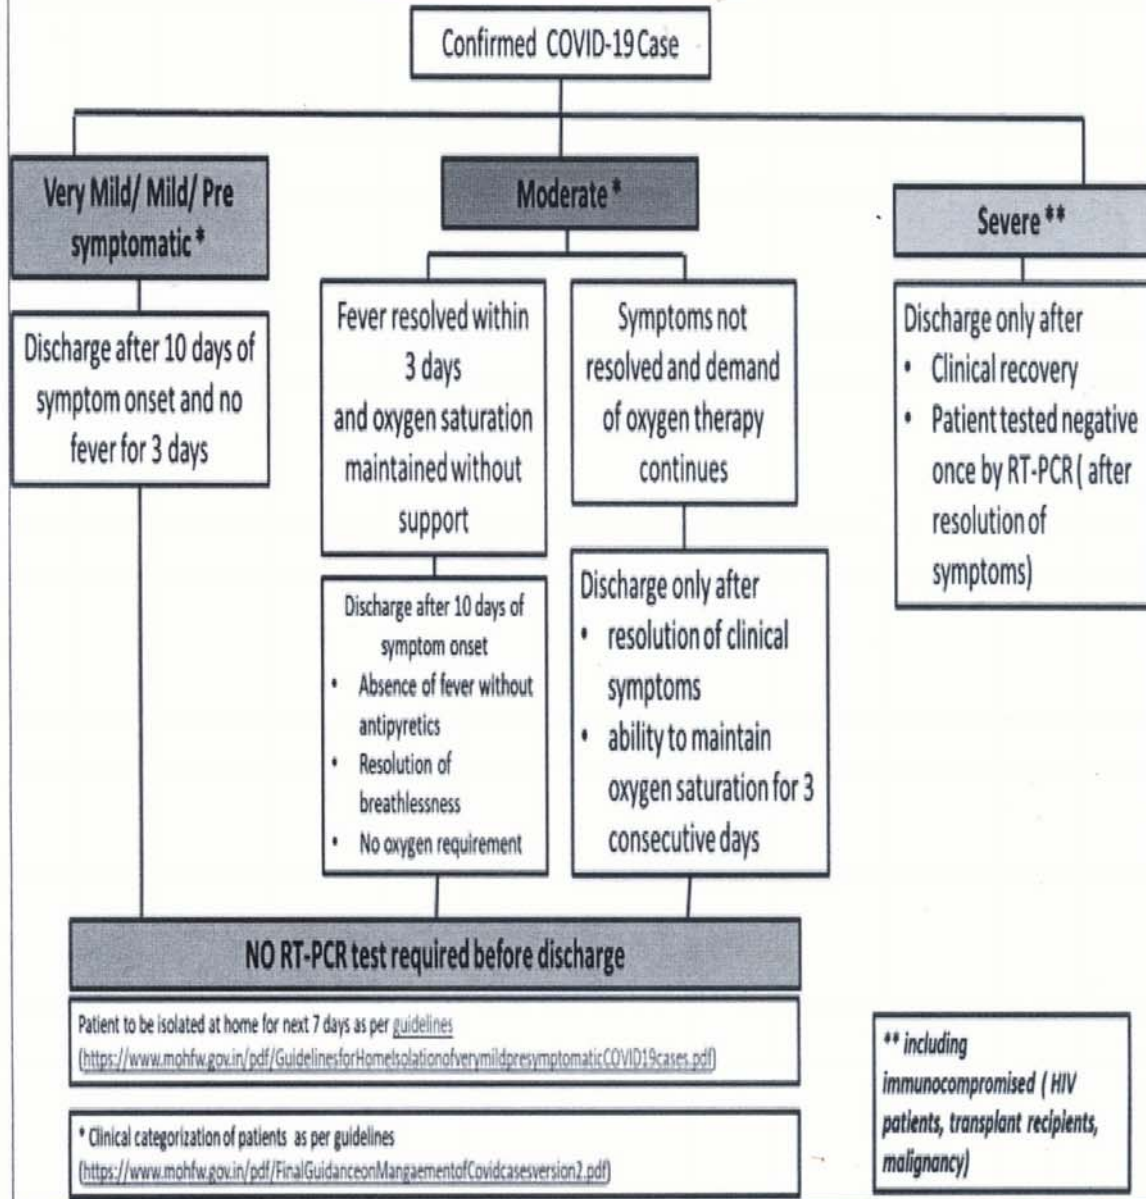 Confirmed COVID-19 Case
Very Mild/ Mild/ Pre
symptomatic *
Discharge after 10 days of
symptom onset and no
fever for 3 days
Moderate *
Fever resolved within
3 days
and oxygen saturation
maintained without
support
Discharge after 10 days of
symptom onset
• Absence of fever without
antipyretics
• Resolution of
breathlessness
• No oxygen requirement
Symptoms not
resolved and demand
of oxygen therapy
continues
Discharge only after
• resolution of clinical
symptoms
• ability to maintain
oxygen saturation for 3
consecutive days
Severe **
Discharge only after
• Clinical recovery
• Patient tested negative
once by RT-PCR ( after
resolution of
symptoms)
NO RT-PCR test required before discharge
Patient to be isolated at home for next 7 days as per guidelines
(https://www.mohfw.gov.in/pdf/GuidelinesforHomeIsolationofverymildpresymptomaticCOVID19cases.pdf)
* Clinical categorization of patients as per guidelines
(https://www.mohfw.gov.in/pdf/FinalGuidanceonMangaementofCovidcasesversion2.pdf)
** including
immunocompromised ( HIV
patients, transplant recipients,
malignancy)